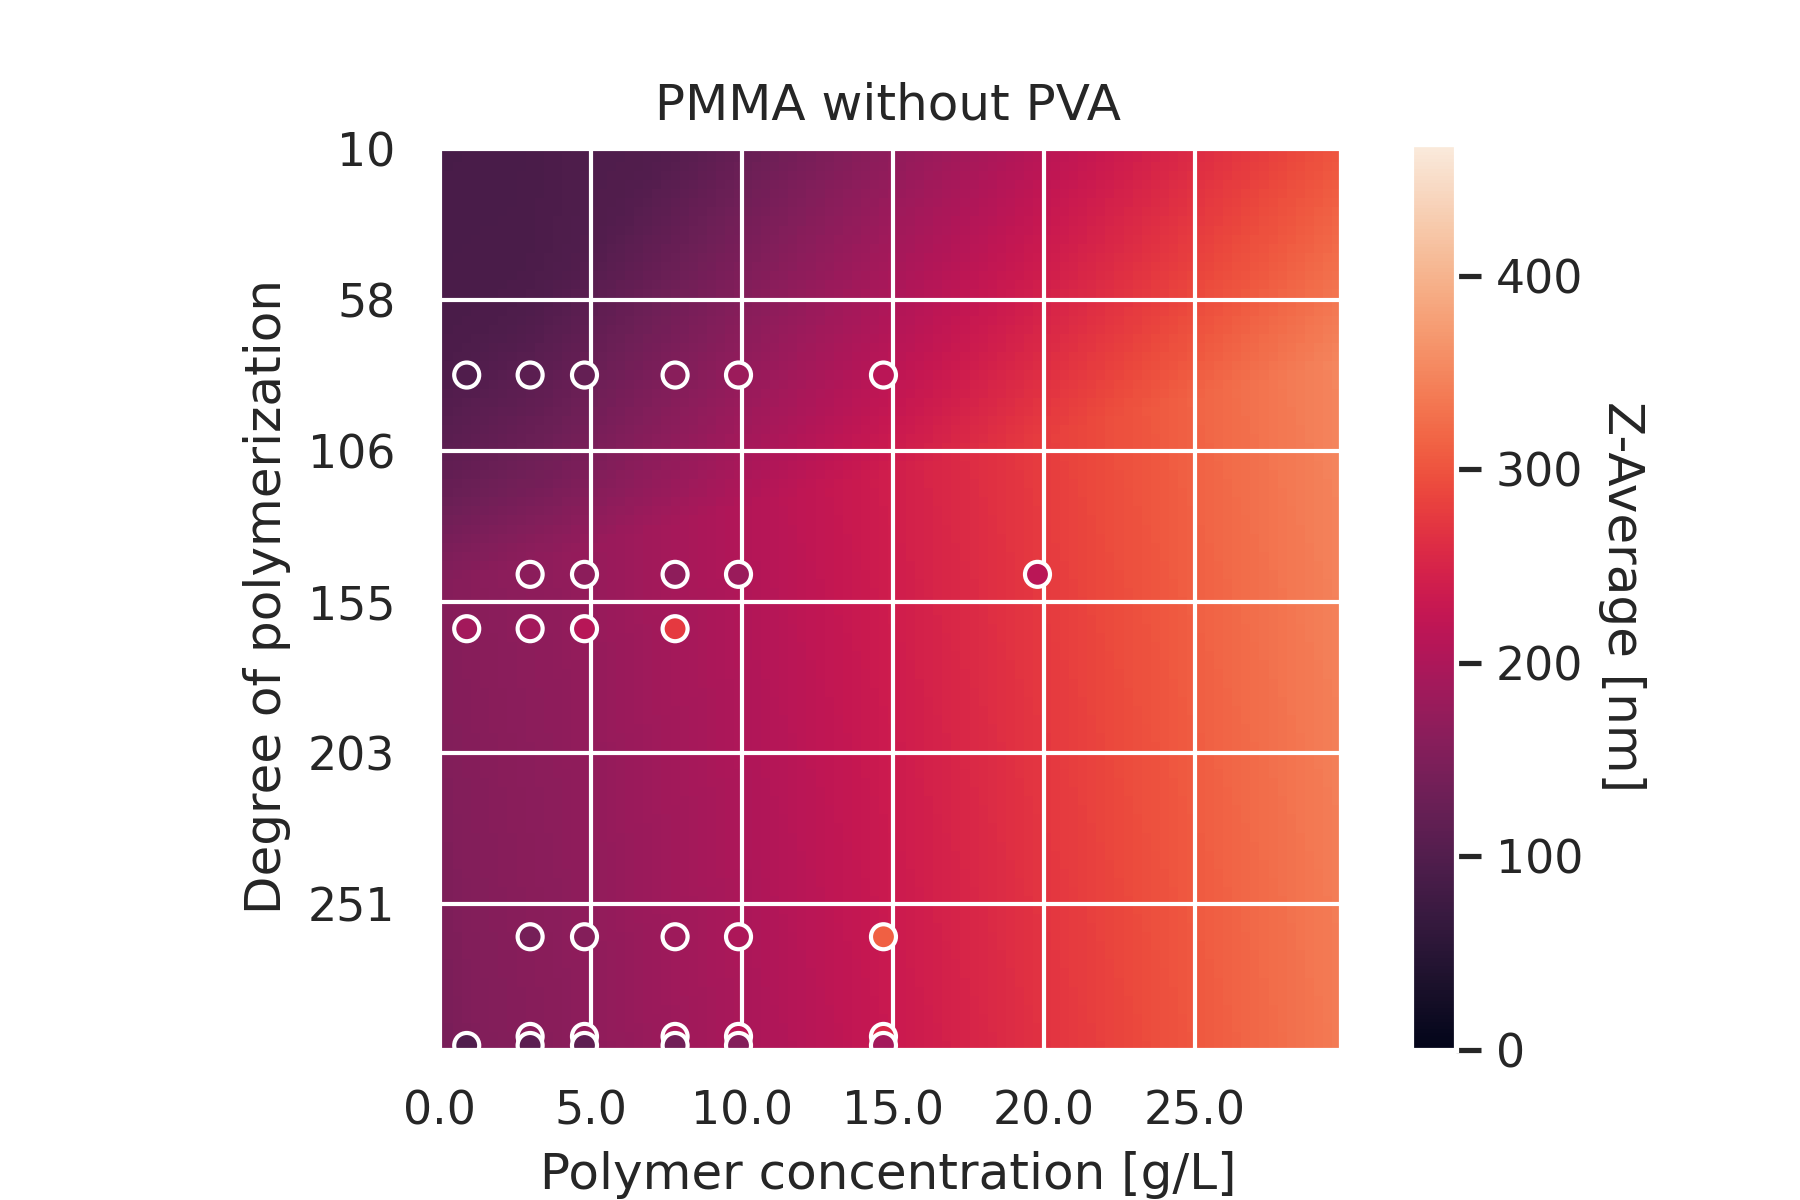 PMMA without PVA
10
58
106
155
203
251
Degree of polymerization
0.0 5.0 10.0 15.0 20.0 25.0
Polymer concentration [g/L]
400
300
200
100
0
Z-Average [nm]